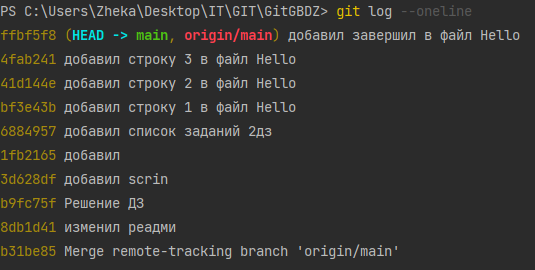 PS C:\Users\Zheka\Desktop\IT\GIT\GitGBDZ> git log --oneline
ffbf5f8 (HEAD -> main, origin/main) добавил завершил в файл Hello
4fab241 добавил строку 3 в файл Hello
41d144e добавил строку 2 в файл Hello
bf3e43b добавил строку 1 в файл Hello
6884957 добавил список заданий 2дз
1fb2165 добавил
3d628df добавил scrin
b9fc75f Решение ДЗ
8db1d41 изменил реадми
b31be85 Merge remote-tracking branch 'origin/main'